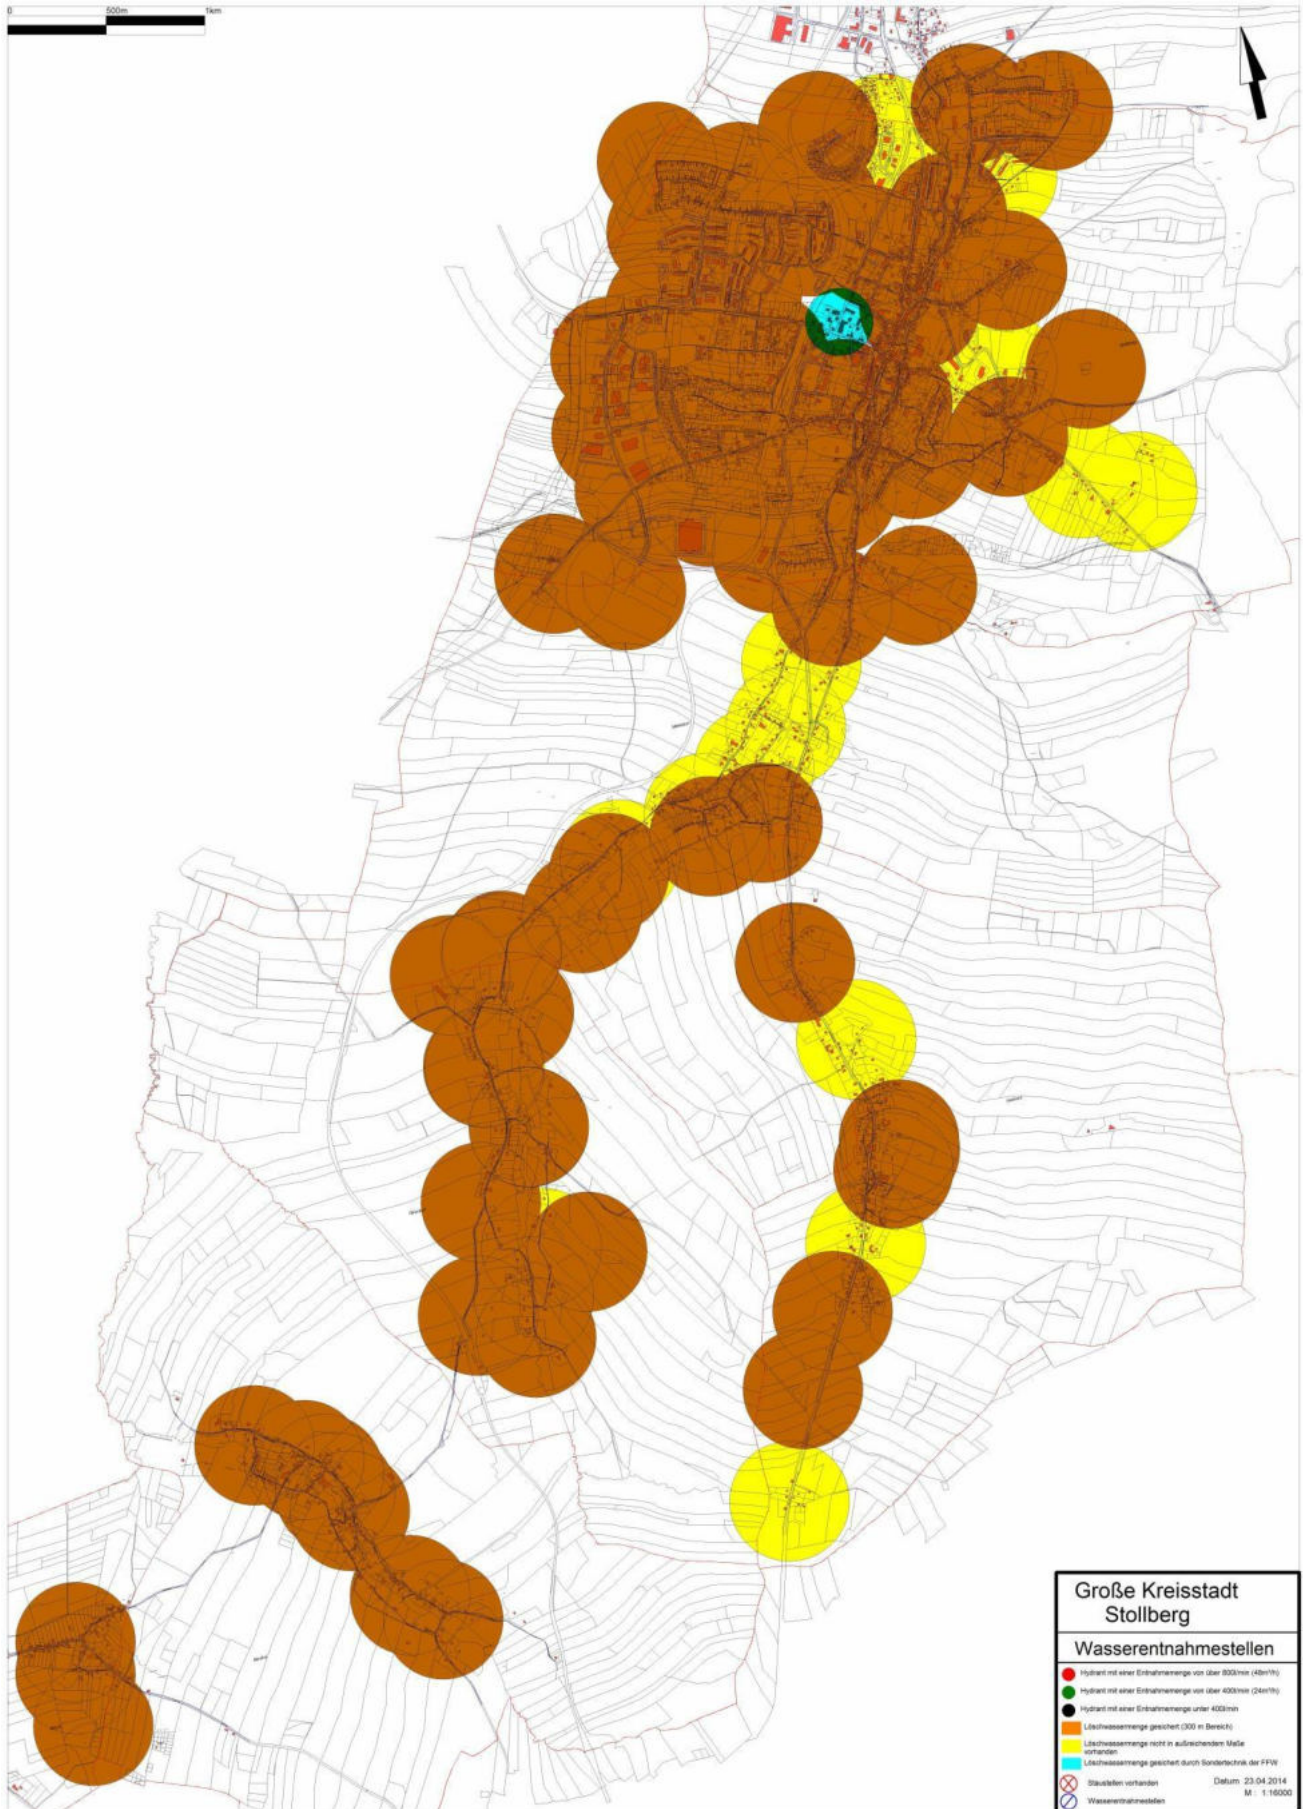 0 500m 1km
Große Kreisstadt
Stollberg
Wasserentnahmestellen
Hydrant mit einer Entnahmemenge von über 800l/min (48m³/h)
Hydrant mit einer Entnahmemenge von über 400l/min (24m³/h)
Hydrant mit einer Entnahmemenge unter 400l/min
Löschwassermenge gesichert (300 m Bereich)
Löschwassermenge nicht in außreichendem Maße
vorhanden
Löschwassermenge gesichert durch Sondertechnik der FFW
Staustellen vorhanden
Datum 23.04.2014
M : 1:16000
Wasserentnahmestellen